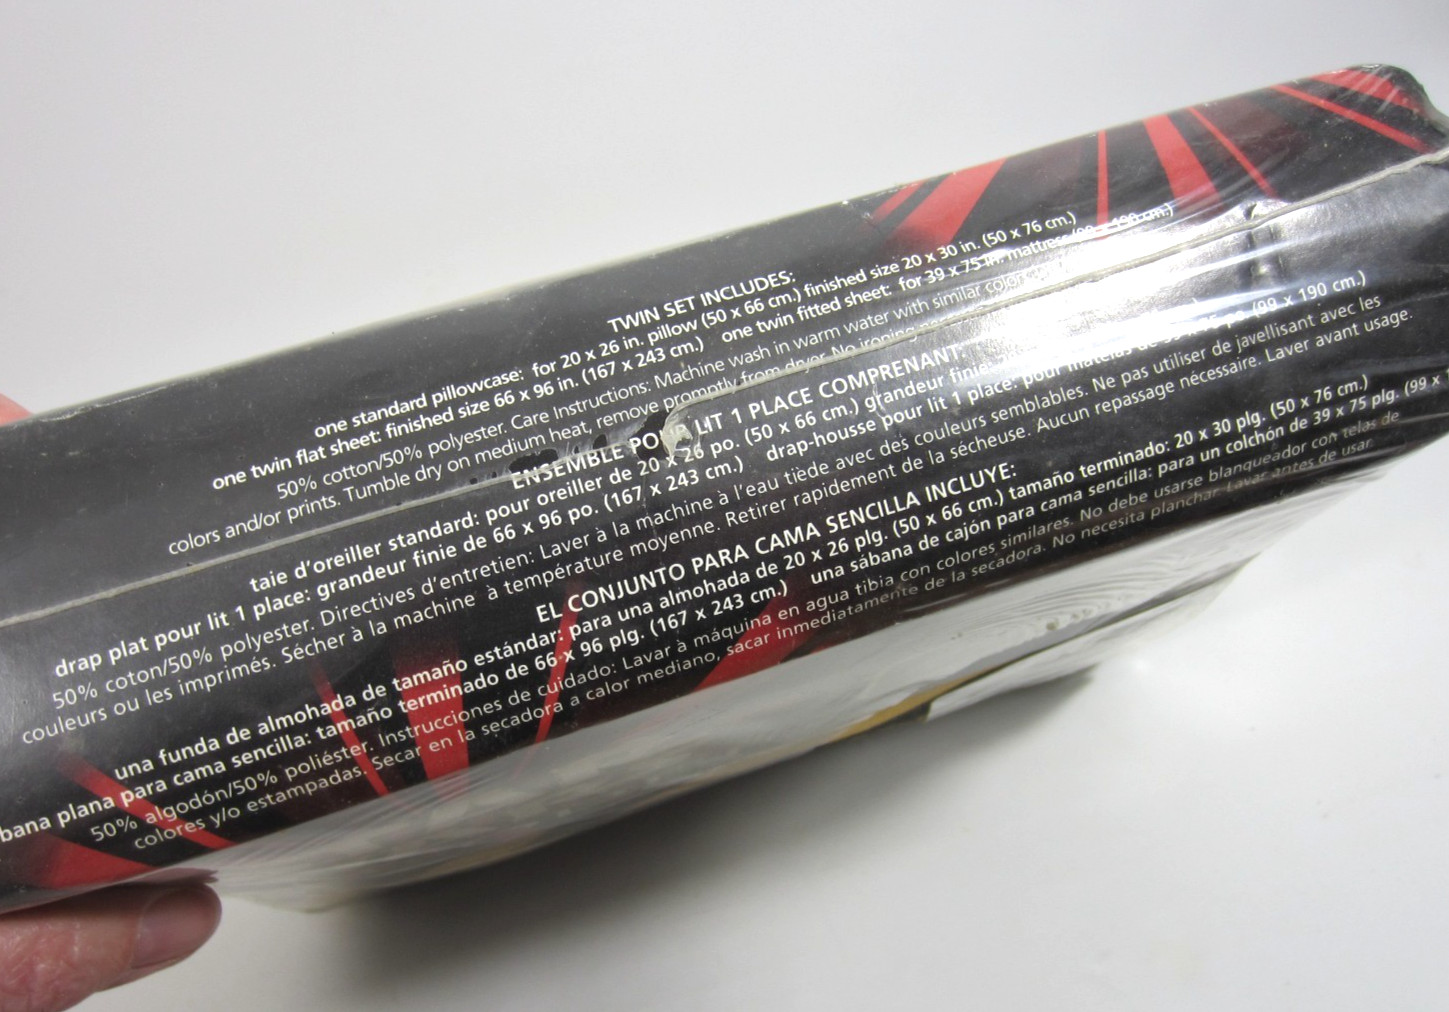 TWIN SET INCLUDES:
one standard pillowcase: for 20 x 26 in. pillow (50 x 66 cm.) finished size 20 x 30 in. (50 x 76 cm.)
one twin flat sheet: finished size 66 x 96 in. (167 x 243 cm.) one twin fitted sheet: for 39 x 75 in. mattress (99 x 190 cm.)
50% cotton/50% polyester. Care Instructions: Machine wash in warm water with similar
colors and/or prints. Tumble dry on medium heat, remove promptly from dryer. No ironing
ENSEMBLE POUR LIT 1 PLACE COMPRENANT:
taie d'oreiller standard: pour oreiller de 20 x 26 po. (50 x 66 cm.) grandeur finie:
drap plat pour lit 1 place: grandeur finie de 66 x 96 po. (167 x 243 cm.) drap-housse pour lit 1 place: pour matelas de po. (99 x 190 cm.)
50% coton/50% polyester. Directives d'entretien: Laver à la machine à l'eau tiède avec des couleurs semblables. Ne pas utiliser de javellisant avec les
couleurs ou les imprimés. Sécher à la machine à température moyenne. Retirer rapidement de la sécheuse. Aucun repassage nécessaire. Laver avant usage.
EL CONJUNTO PARA CAMA SENCILLA INCLUYE:
una funda de almohada de tamaño estándar: para una almohada de 20 x 26 plg. (50 x 66 cm.) tamaño terminado: 20 x 30 plg. (50 x 76 cm.)
bana plana para cama sencilla: tamaño terminado de 66 x 96 plg. (167 x 243 cm.) una sábana de cajón para cama sencilla: para un colchón de 39 x 75 plg. (99 x 1
50% algodón/50% poliéster. Instrucciones de cuidado: Lavar à máquina en agua tibia con colores similares. No debe usarse blanqueador con telas de
colores y/o estampadas. Secar en la secadora a calor mediano, sacar inmediatamente de la secadora. No necesita planchar. Lavar antes de usar